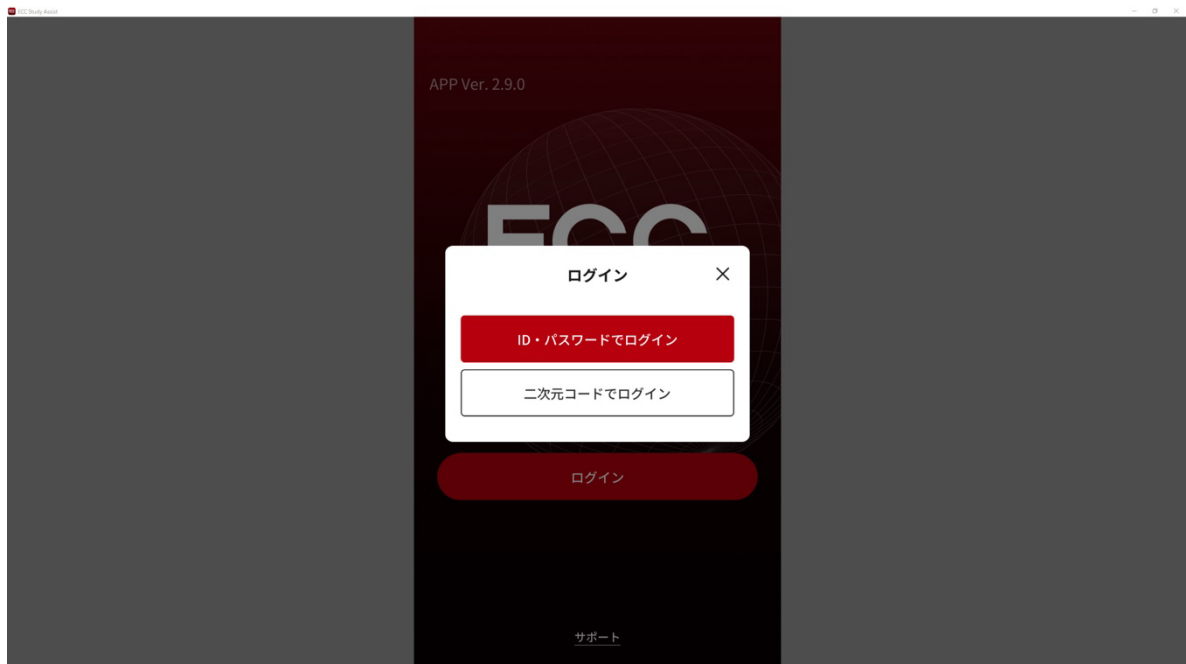 ECC Study Assist
APP Ver. 2.9.0
ECC
ログイン
ID・パスワードでログイン
二次元コードでログイン
ログイン
サポート